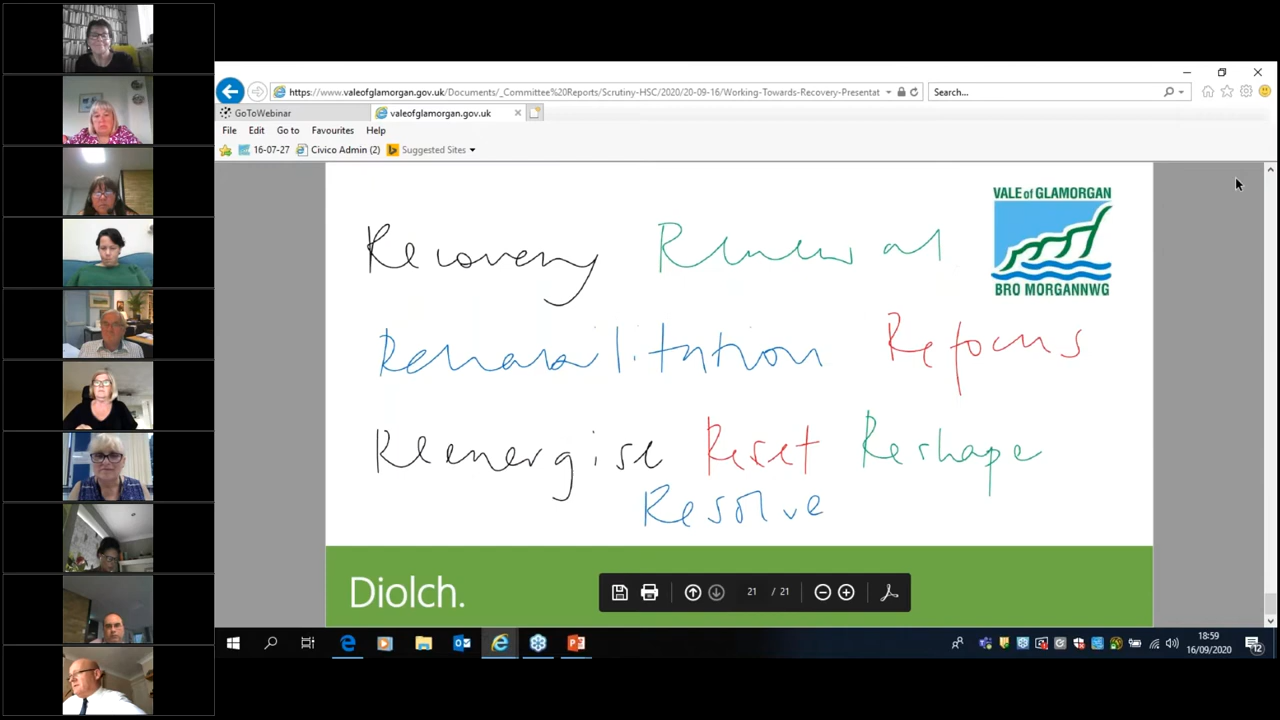 https://www.valeofglamorgan.gov.uk/Documents/_Committee%20Reports/Scrutiny-HSC/2020/20-09-16/Working-Towards-Recovery-Presentat
Search...
GoToWebinar
valeofglamorgan.gov.uk
File Edit Go to Favourites Help
16-07-27 Civico Admin (2) Suggested Sites
VALE of GLAMORGAN
BRO MORGANNWG
Recovery Renewal
Rehabilitation Refocus
Reenergise Reset Reshape
Resolve
Diolch.
21 / 21
18:59
16/09/2020
12